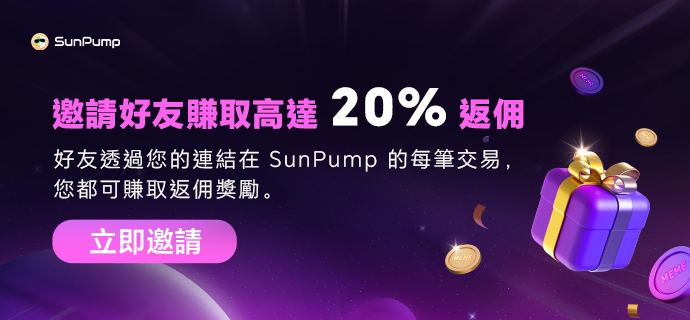 SunPump
邀請好友賺取高達 20% 返佣
好友透過您的連結在 SunPump 的每筆交易，
您都可賺取返佣獎勵。
立即邀請
MEME
MEME